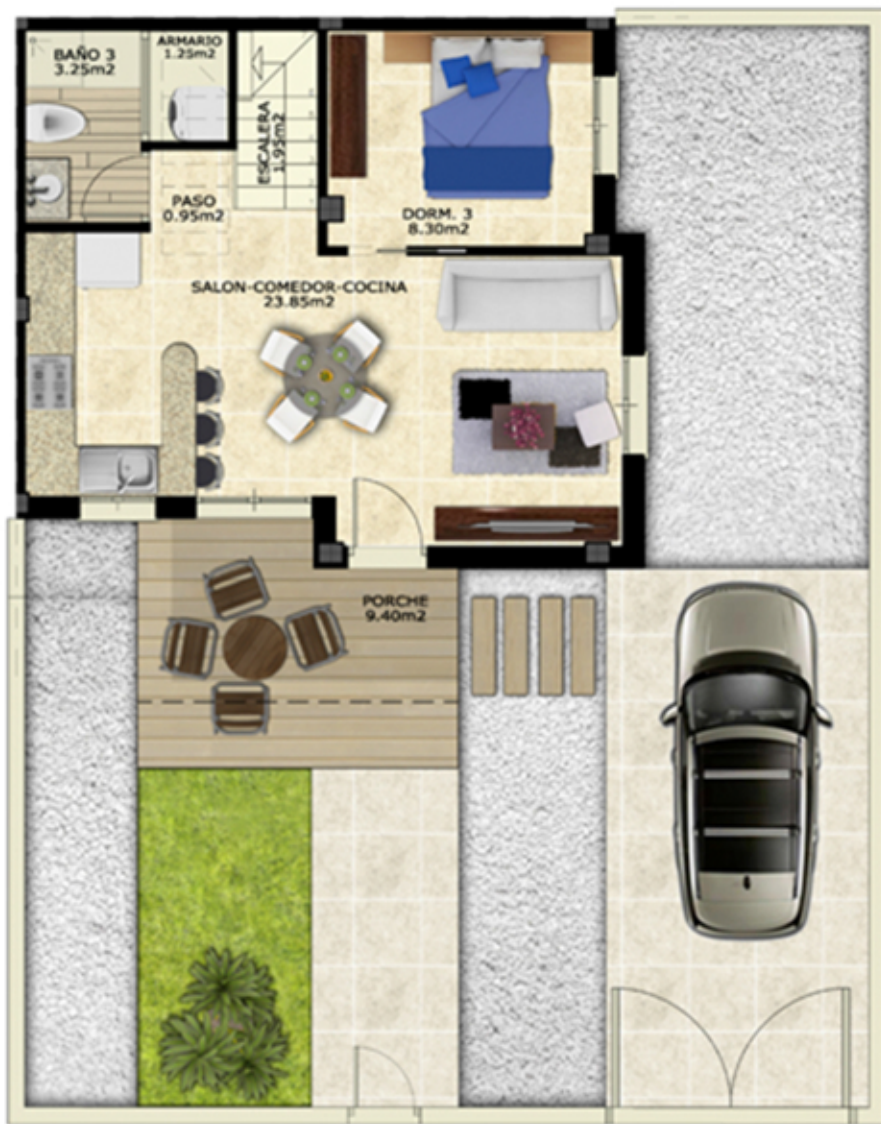 BAÑO 3
3.25m2
ARMARIO
1.25m2
ESCALERA
1.95m2
PASO
0.95m2
DORM. 3
8.30m2
SALON-COMEDOR-COCINA
23.85m2
PORCHE
9.40m2